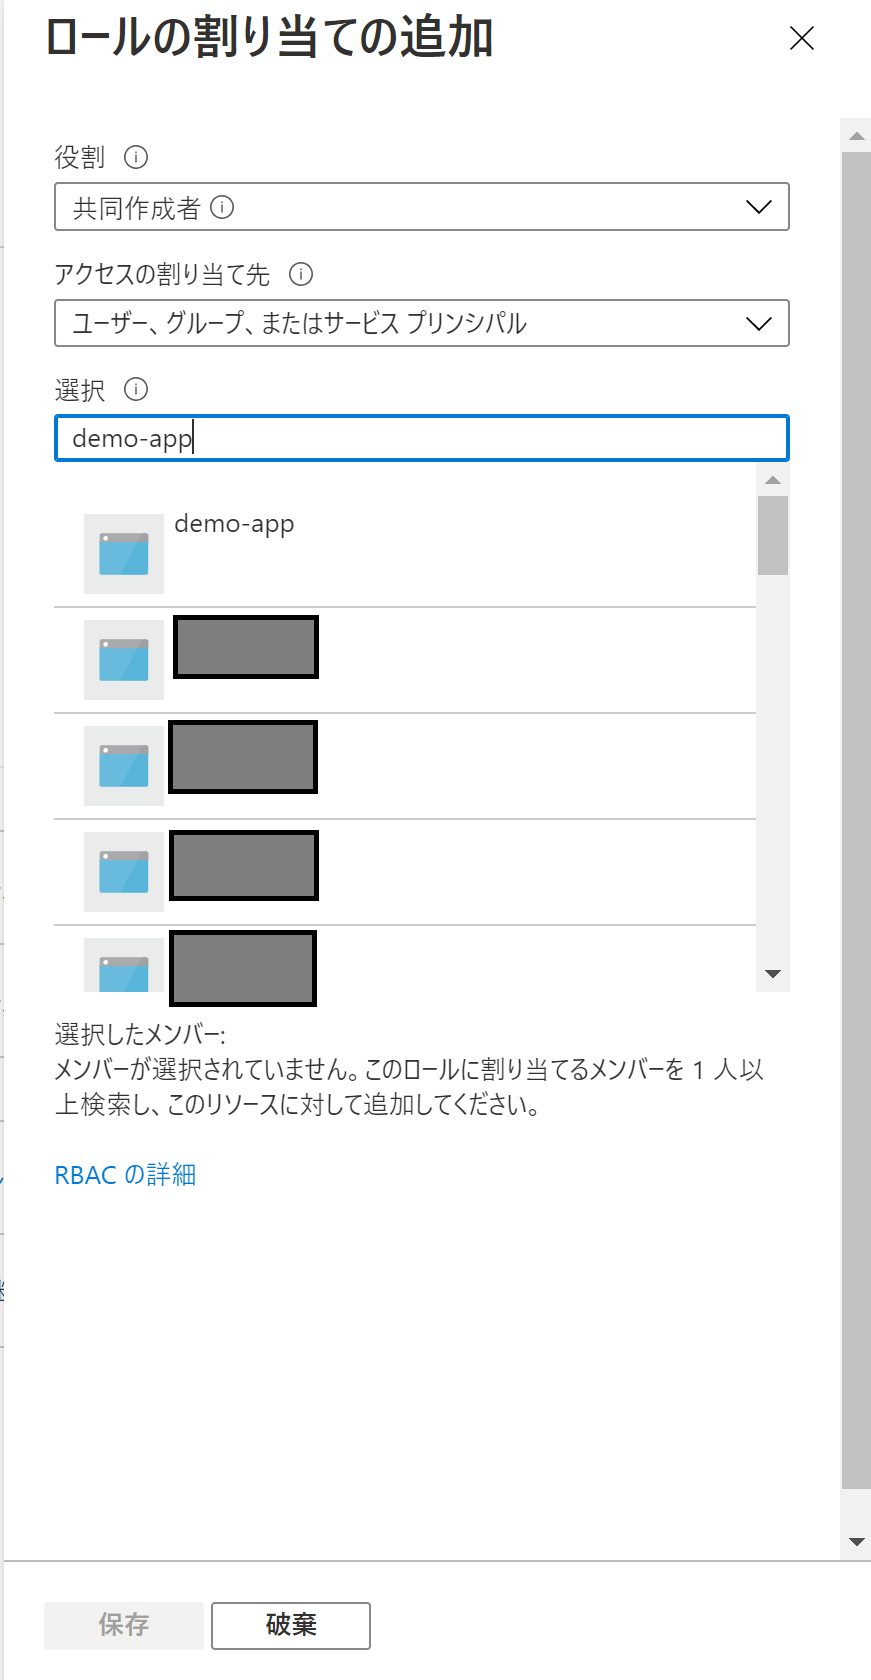 ロールの割り当ての追加
役割
共同作成者
アクセスの割り当て先
ユーザー、グループ、またはサービス プリンシパル
選択
demo-app
demo-app
選択したメンバー:
メンバーが選択されていません。このロールに割り当てるメンバーを 1 人以
上検索し、このリソースに対して追加してください。
RBAC の詳細
保存
破棄